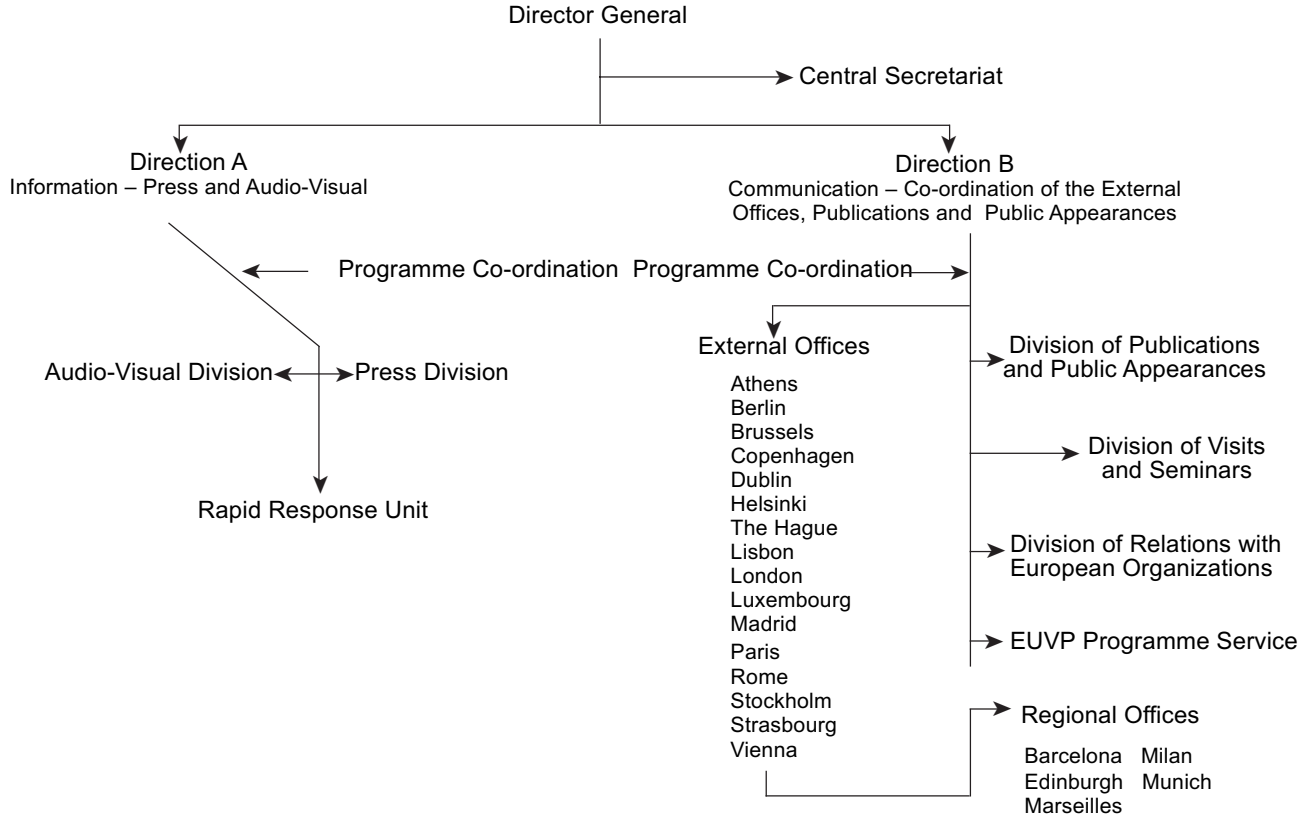 Director General
Central Secretariat
Direction A
Information – Press and Audio-Visual
Direction B
Communication – Co-ordination of the External
Offices, Publications and Public Appearances
Programme Co-ordination
Programme Co-ordination
Audio-Visual Division
Press Division
Rapid Response Unit
External Offices
Athens
Berlin
Brussels
Copenhagen
Dublin
Helsinki
The Hague
Lisbon
London
Luxembourg
Madrid
Paris
Rome
Stockholm
Strasbourg
Vienna
Division of Publications
and Public Appearances
Division of Visits
and Seminars
Division of Relations with
European Organizations
EUVP Programme Service
Regional Offices
Barcelona Milan
Edinburgh Munich
Marseilles